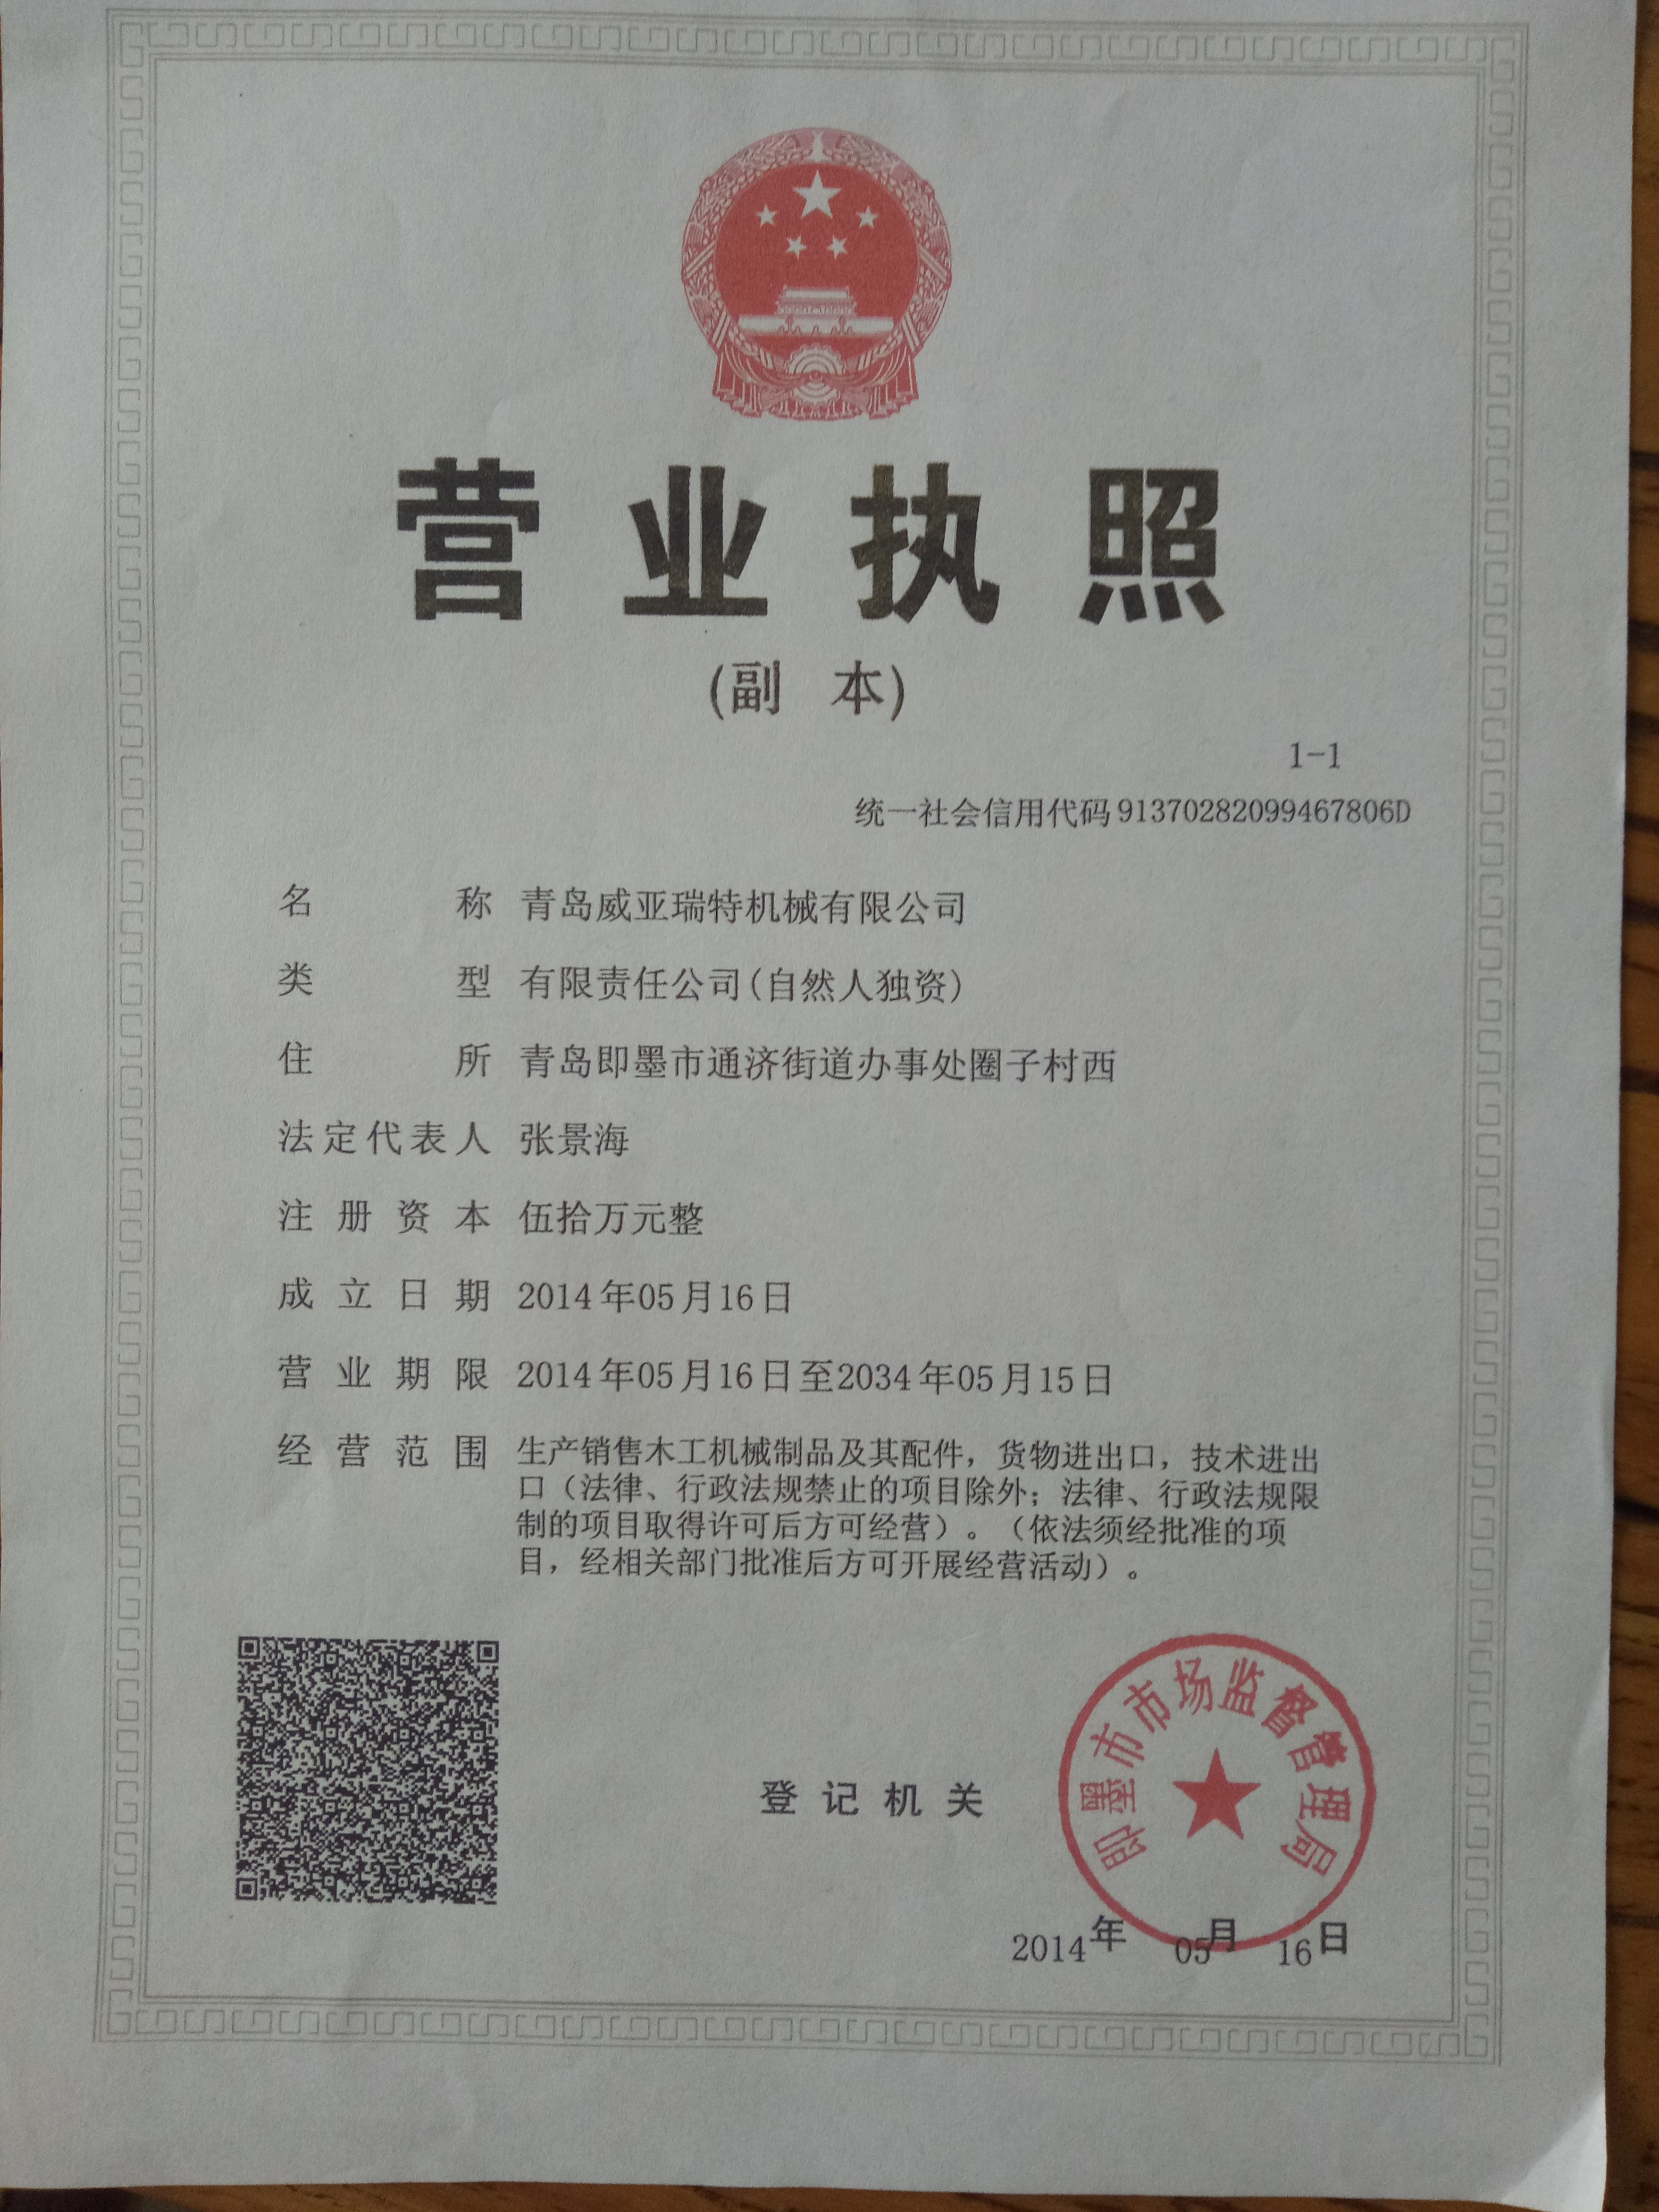 营业执照
(副 本)
1-1
统一社会信用代码91370282099467806D
名称 青岛威亚瑞特机械有限公司
类型 有限责任公司(自然人独资)
住所 青岛即墨市通济街道办事处圈子村西
法定代表人 张景海
注册资本 伍拾万元整
成立日期 2014年05月16日
营业期限 2014年05月16日至2034年05月15日
经营范围 生产销售木工机械制品及其配件，货物进出口，技术进出
口（法律、行政法规禁止的项目除外；法律、行政法规限
制的项目取得许可后方可经营）。（依法须经批准的项
目，经相关部门批准后方可开展经营活动）。
即墨市市场监督管理局
登记机关
2014年 05月 16日